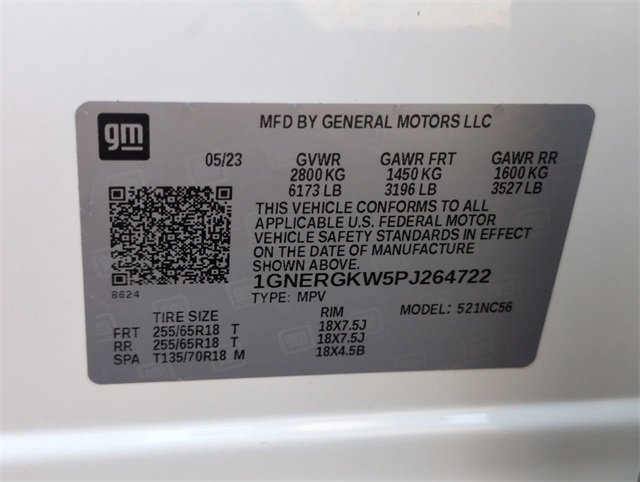 gm
MFD BY GENERAL MOTORS LLC
05/23 GVWR GAWR FRT GAWR RR
2800 KG 1450 KG 1600 KG
6173 LB 3196 LB 3527 LB
THIS VEHICLE CONFORMS TO ALL
APPLICABLE U.S. FEDERAL MOTOR
VEHICLE SAFETY STANDARDS IN EFFECT
ON THE DATE OF MANUFACTURE
SHOWN ABOVE.
1GNERGKW5PJ264722
8624
TYPE: MPV MODEL: 521NC56
TIRE SIZE RIM
FRT 255/65R18 T 18X7.5J
RR 255/65R18 T 18X7.5J
SPA T135/70R18 M 18X4.5B